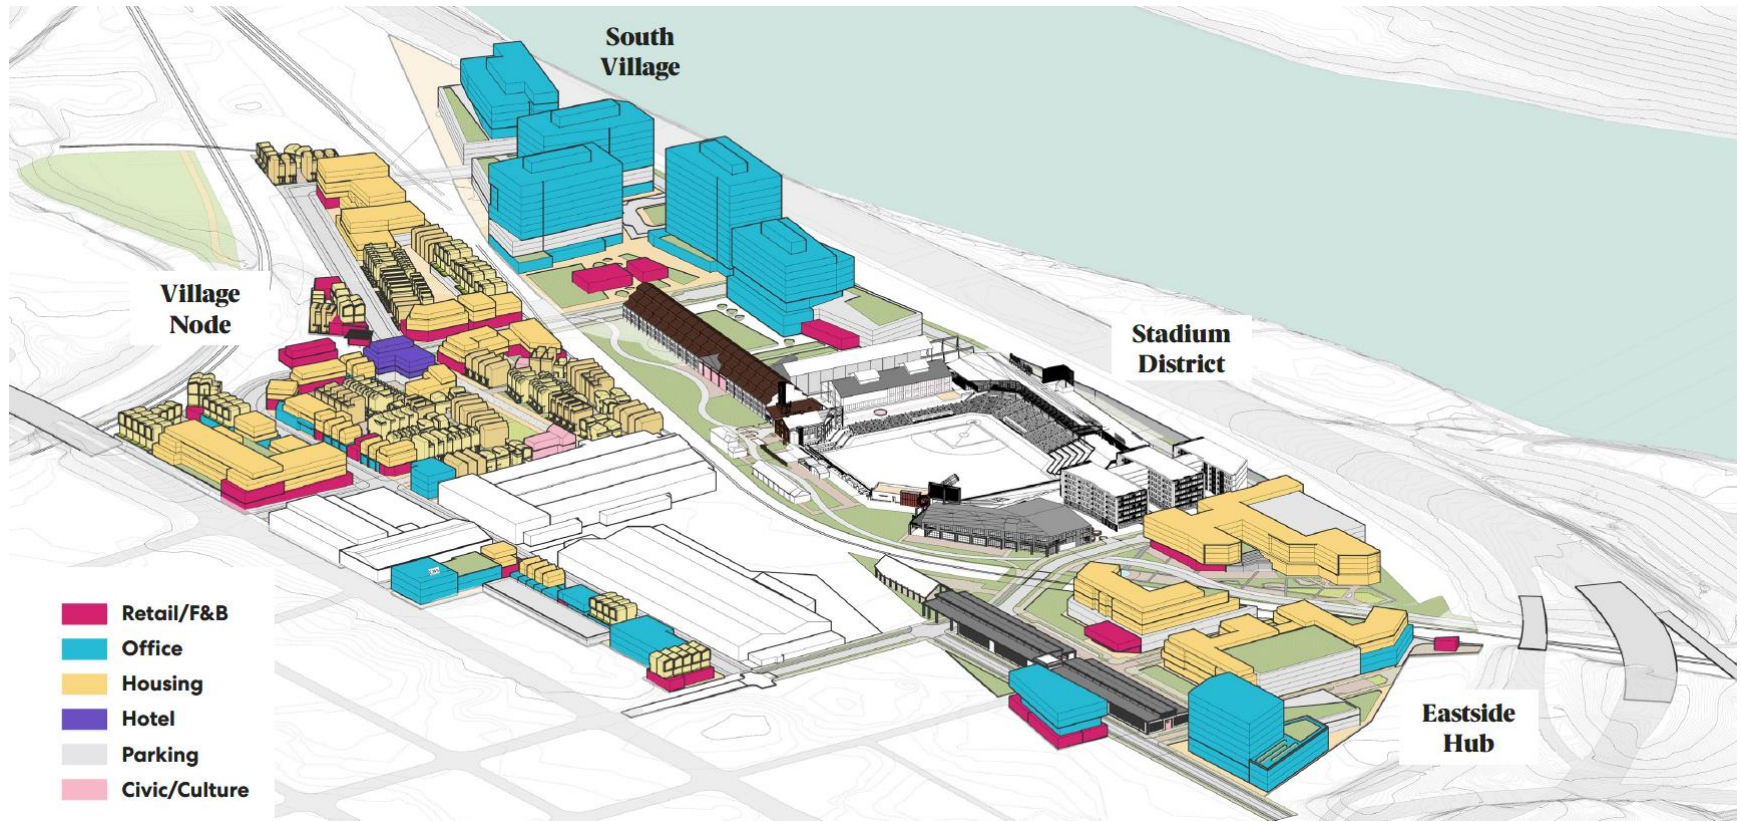 South
Village
Village
Node
Stadium
District
Retail/F&B
Office
Housing
Hotel
Parking
Civic/Culture
Eastside
Hub